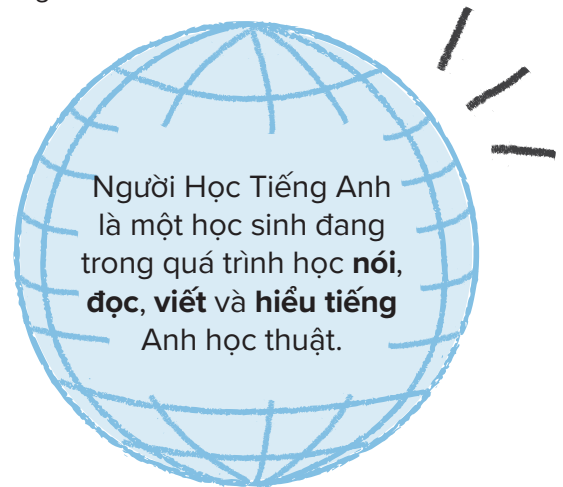 Người Học Tiếng Anh
là một học sinh đang
trong quá trình học nói,
đọc, viết và hiểu tiếng
Anh học thuật.